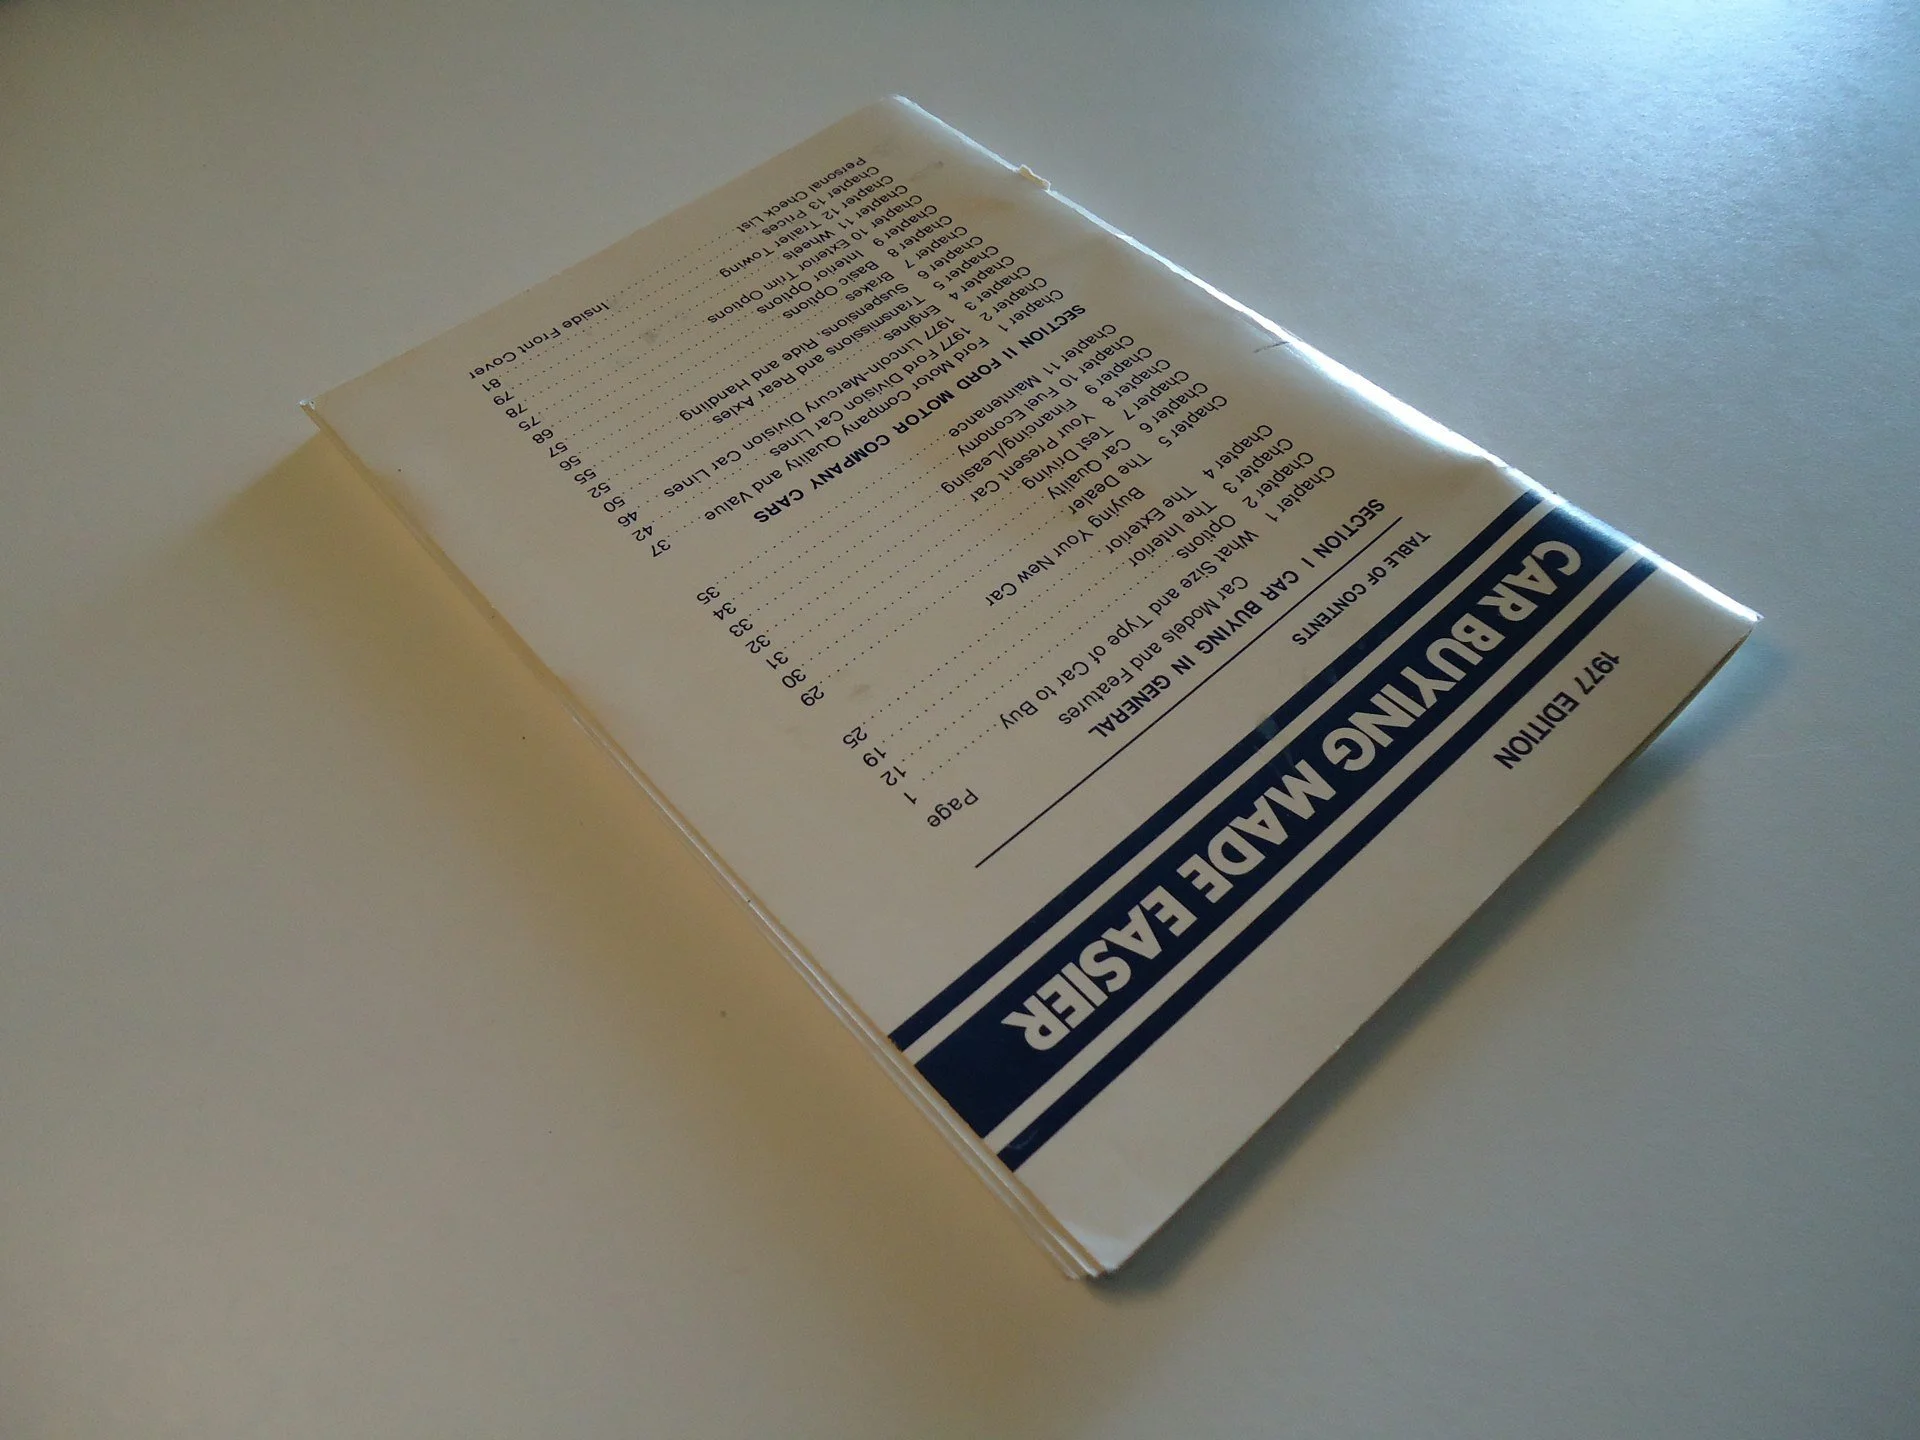 1977 EDITION
CAR BUYING MADE EASIER
TABLE OF CONTENTS
SECTION I CAR BUYING IN GENERAL Page
Car Models and Features
Chapter 1 What Size and Type of Car to Buy 1
Chapter 2 Options 12
Chapter 3 The Interior 19
Chapter 4 The Exterior 25
Buying Your New Car
Chapter 5 The Dealer 29
Chapter 6 Car Quality 30
Chapter 7 Test Driving 31
Chapter 8 Your Present Car 32
Chapter 9 Financing/Leasing 33
Chapter 10 Fuel Economy 34
Chapter 11 Maintenance 35
SECTION II FORD MOTOR COMPANY CARS
Chapter 1 Ford Motor Company Quality and Value 37
Chapter 2 1977 Ford Division Car Lines 42
Chapter 3 1977 Lincoln-Mercury Division Car Lines 46
Chapter 4 Engines 50
Chapter 5 Transmissions and Rear Axles 52
Chapter 6 Suspensions, Ride and Handling 55
Chapter 7 Brakes 56
Chapter 8 Basic Options 57
Chapter 9 Interior Options 68
Chapter 10 Exterior Trim Options 75
Chapter 11 Wheels 78
Chapter 12 Trailer Towing 79
Chapter 13 Prices 81
Personal Check List Inside Front Cover